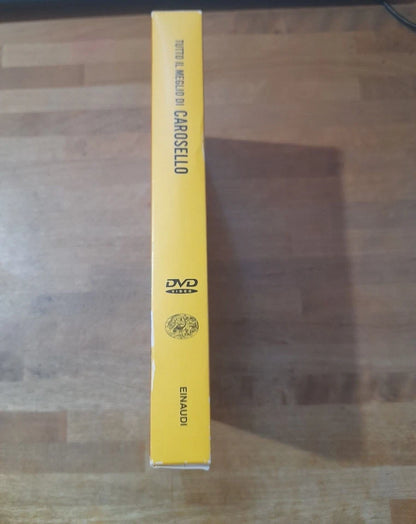 TUTTO IL MEGLIO DI CAROSELLO
DVD
VIDEO
EINAUDI